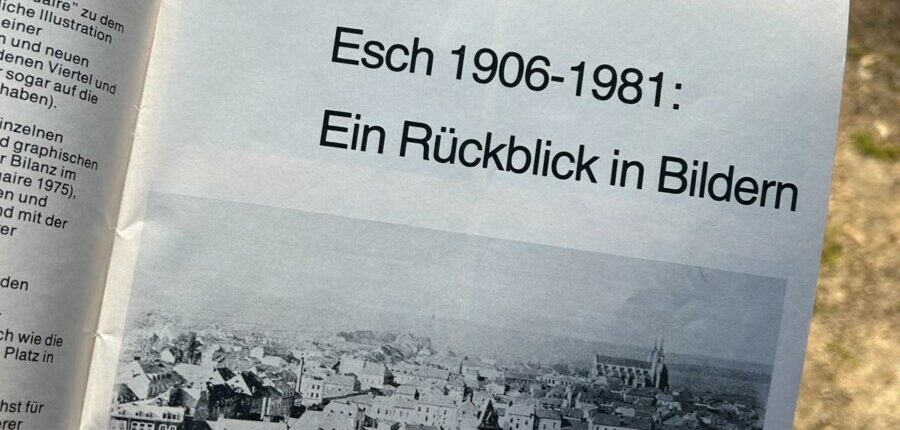 aire" zu dem
liche Illustration
einer
n und neuen
denen Viertel und
sogar auf die
haben).
inzelnen
d graphischen
r Bilanz im
aire 1975),
en und
nd mit der
er
den
ch wie die
Platz in
hst für
erer
Esch 1906-1981:
Ein Rückblick in Bildern